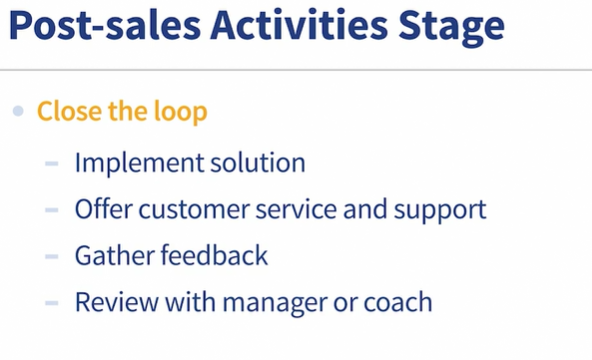 Post-sales Activities Stage
• Close the loop
– Implement solution
– Offer customer service and support
– Gather feedback
– Review with manager or coach